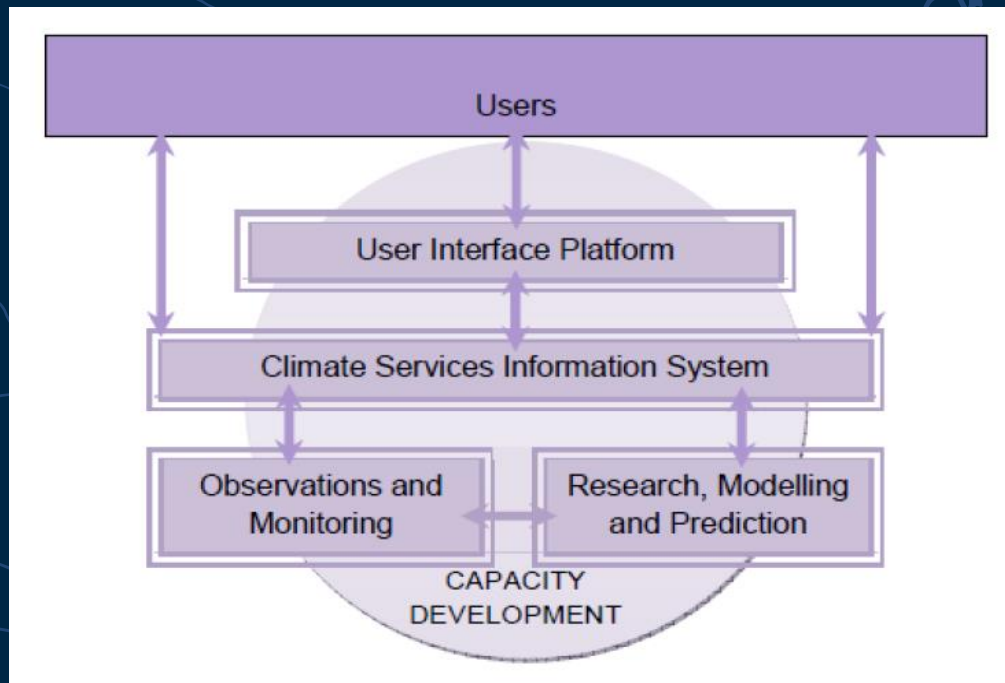 Users
User Interface Platform
Climate Services Information System
Observations and
Monitoring
Research, Modelling
and Prediction
CAPACITY
DEVELOPMENT